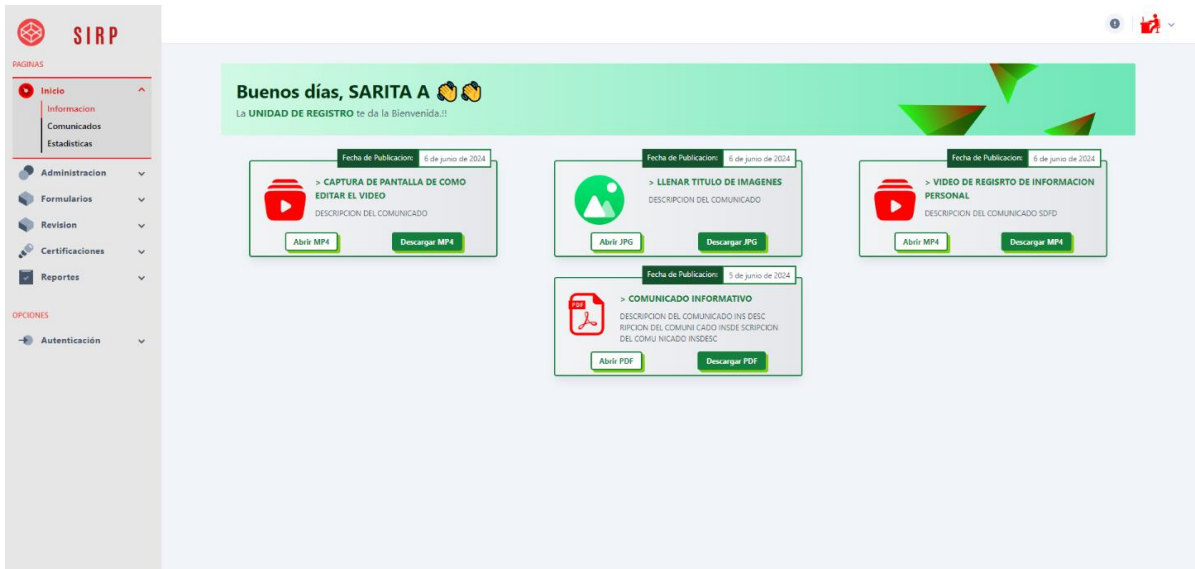 SIRP
PAGINAS
Inicio
Informacion
Comunicados
Estadisticas
Administracion
Formularios
Revision
Certificaciones
Reportes
OPCIONES
Autenticación
Buenos días, SARITA A 👏👏
La UNIDAD DE REGISTRO te da la Bienvenida.!!
Fecha de Publicacion: 6 de junio de 2024
> CAPTURA DE PANTALLA DE COMO
EDITAR EL VIDEO
DESCRIPCION DEL COMUNICADO
Abrir MP4 Descargar MP4
Fecha de Publicacion: 6 de junio de 2024
> LLENAR TITULO DE IMAGENES
DESCRIPCION DEL COMUNICADO
Abrir JPG Descargar JPG
Fecha de Publicacion: 6 de junio de 2024
> VIDEO DE REGISRTO DE INFORMACION
PERSONAL
DESCRIPCION DEL COMUNICADO SDFD
Abrir MP4 Descargar MP4
Fecha de Publicacion: 5 de junio de 2024
PDF
> COMUNICADO INFORMATIVO
DESCRIPCION DEL COMUNICADO INS DESC
RIPCION DEL COMUNI CADO INSDE SCRIPCION
DEL COMU NICADO INSDESC
Abrir PDF Descargar PDF